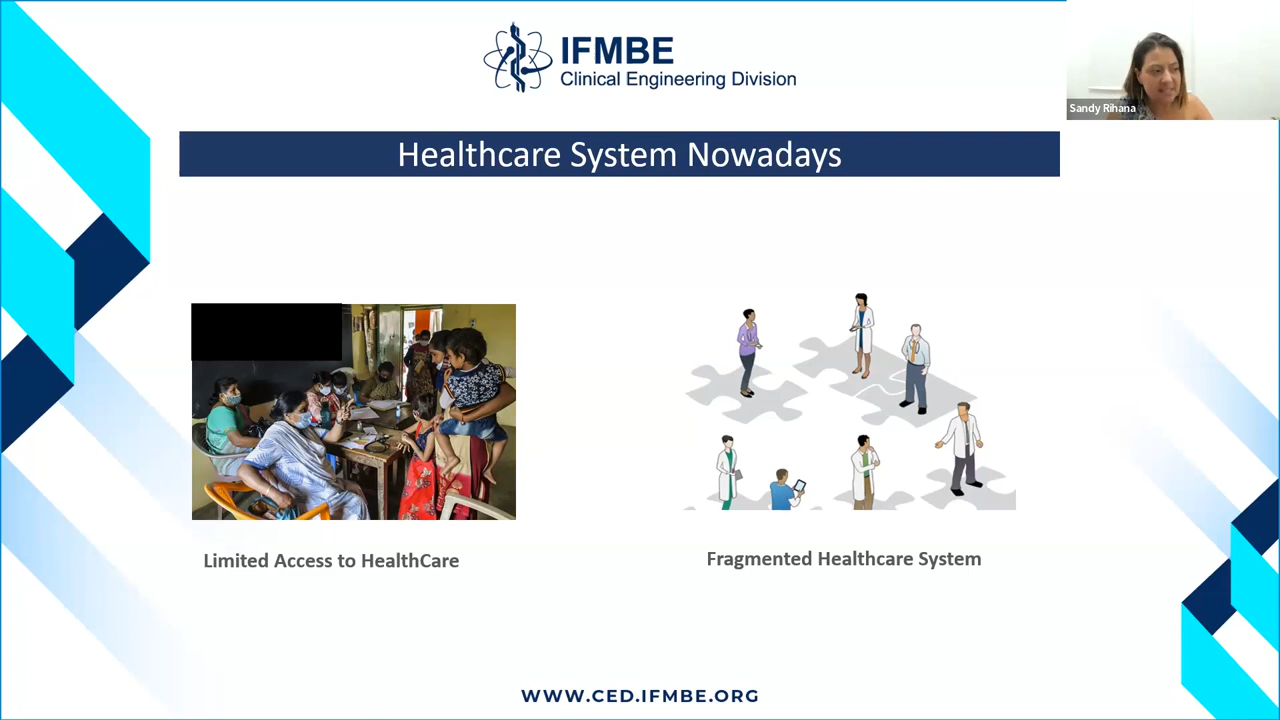 IFMBE
Clinical Engineering Division
Sandy Rihana
Healthcare System Nowadays
Limited Access to HealthCare
Fragmented Healthcare System
WWW.CED.IFMBE.ORG